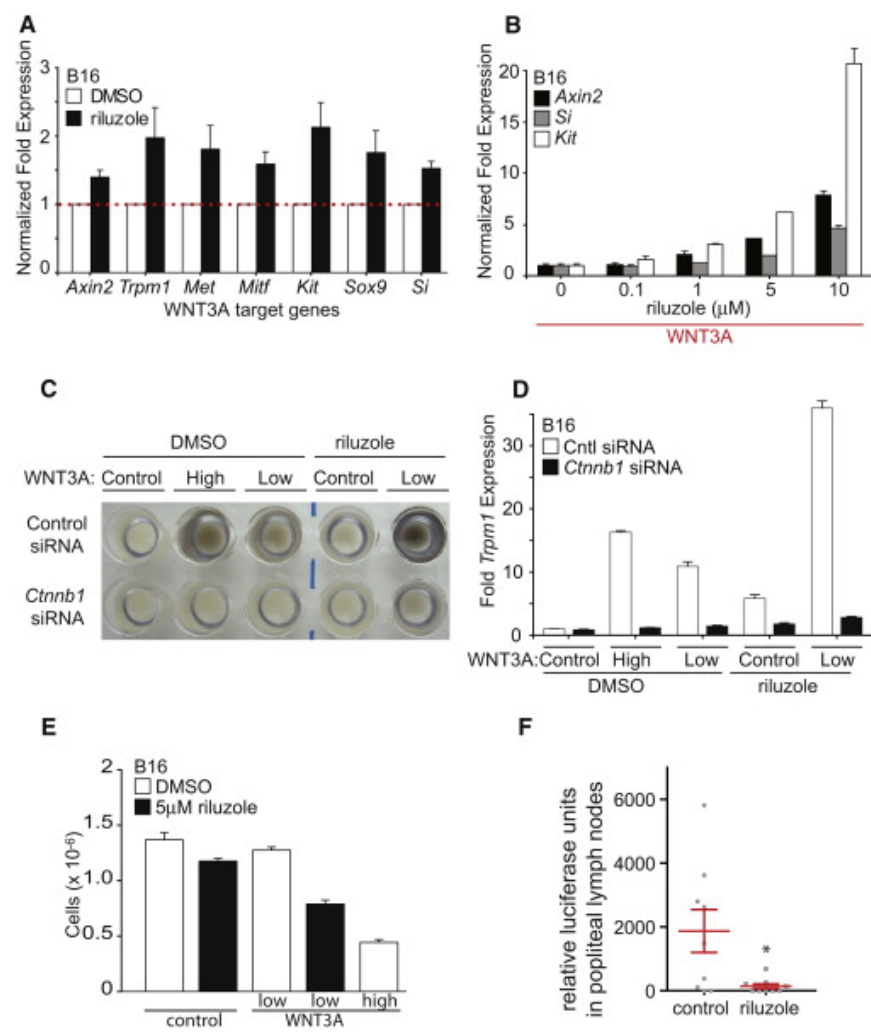 A
Normalized Fold Expression
3
2
1
0
B16
DMSO
riluzole
Axin2 Trpm1 Met Mitf Kit Sox9 Si
WNT3A target genes
B
Normalized Fold Expression
20
15
10
5
0
B16
Axin2
Si
Kit
0 0.1 1 5 10
riluzole (μM)
WNT3A
C
DMSO riluzole
WNT3A: Control High Low Control Low
Control
siRNA
Ctnnb1
siRNA
D
Fold Trpm1 Expression
30
20
10
0
B16
Cntl siRNA
Ctnnb1 siRNA
WNT3A: Control High Low Control Low
DMSO riluzole
E
Cells (x 10⁻⁶)
2
1.5
1.0
0.5
0
B16
DMSO
5μM riluzole
low low high
control WNT3A
F
relative luciferase units
in popliteal lymph nodes
6000
4000
2000
0
*
control riluzole